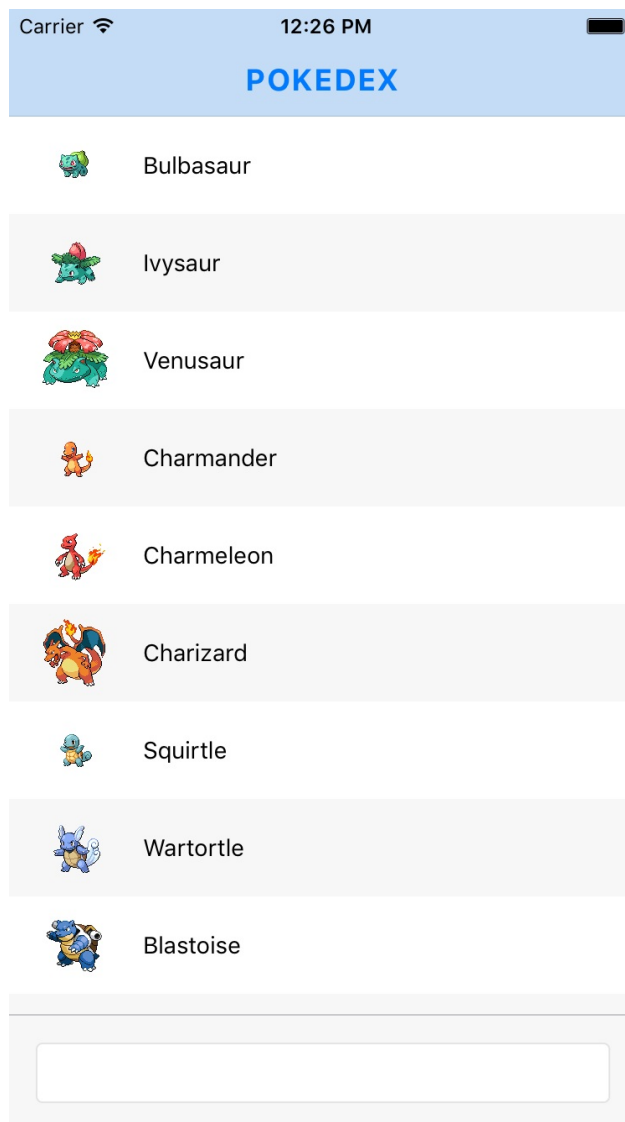 Carrier 12:26 PM
POKEDEX
Bulbasaur
Ivysaur
Venusaur
Charmander
Charmeleon
Charizard
Squirtle
Wartortle
Blastoise